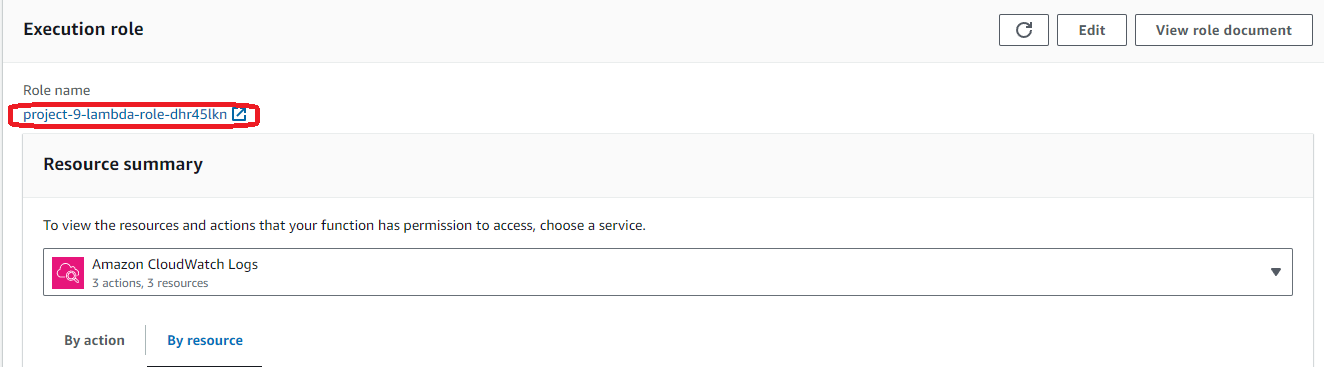 Execution role
Edit
View role document
Role name
project-9-lambda-role-dhr45lkn
Resource summary
To view the resources and actions that your function has permission to access, choose a service.
Amazon CloudWatch Logs
3 actions, 3 resources
By action
By resource